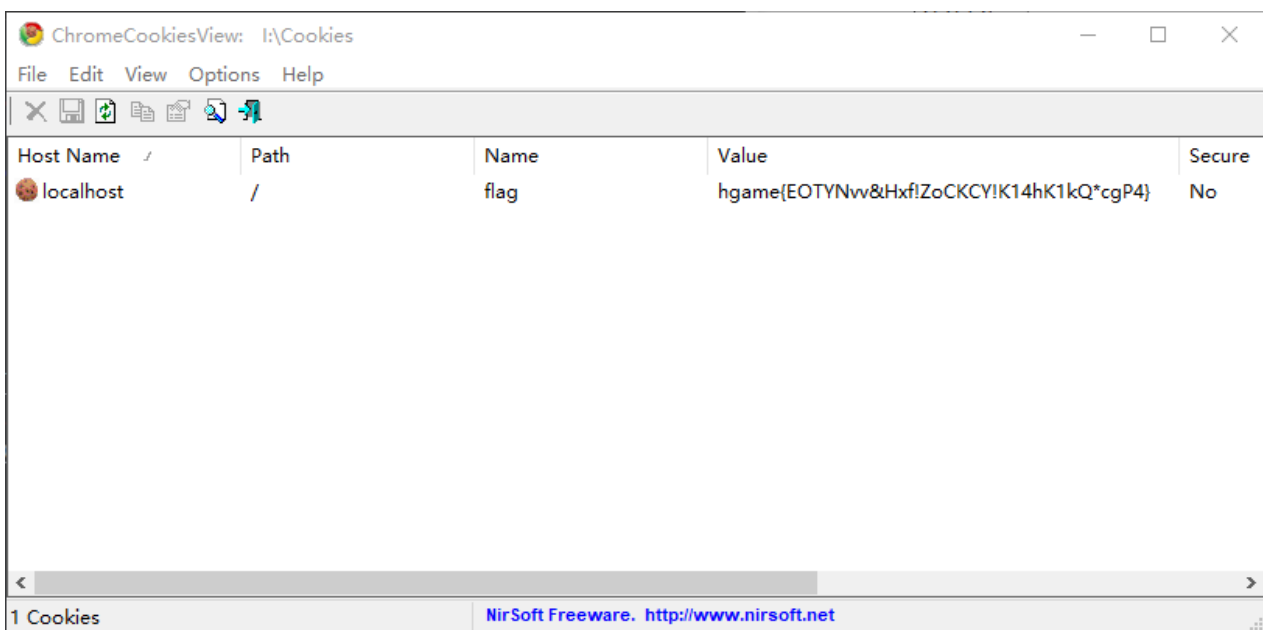 ChromeCookiesView: I:\Cookies
File Edit View Options Help
Host Name Path Name Value Secure
localhost / flag hgame{EOTYNvv&Hxf!ZoCKCY!K14hK1kQ*cgP4} No
1 Cookies NirSoft Freeware. http://www.nirsoft.net